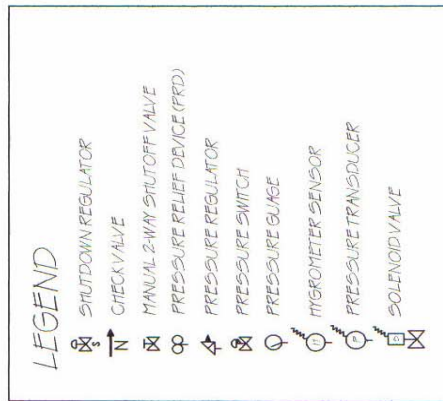 LEGEND
S SHUTDOWN REGULATOR
N CHECK VALVE
MANUAL 2-WAY SHUTOFF VALVE
PRESSURE RELIEF DEVICE (PRD)
PRESSURE REGULATOR
PRESSURE SWITCH
PRESSURE GUAGE
H HYGROMETER SENSOR
P PRESSURE TRANSDUCER
SOLENOID VALVE